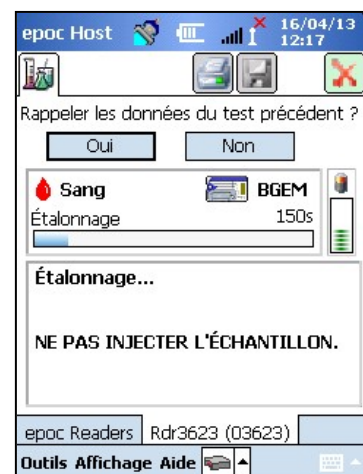 epoc Host 16/04/13
12:17
Rappeler les données du test précédent ?
Oui Non
Sang BGEM
Étalonnage 150s
Étalonnage...
NE PAS INJECTER L'ÉCHANTILLON.
epoc Readers Rdr3623 (03623)
Outils Affichage Aide